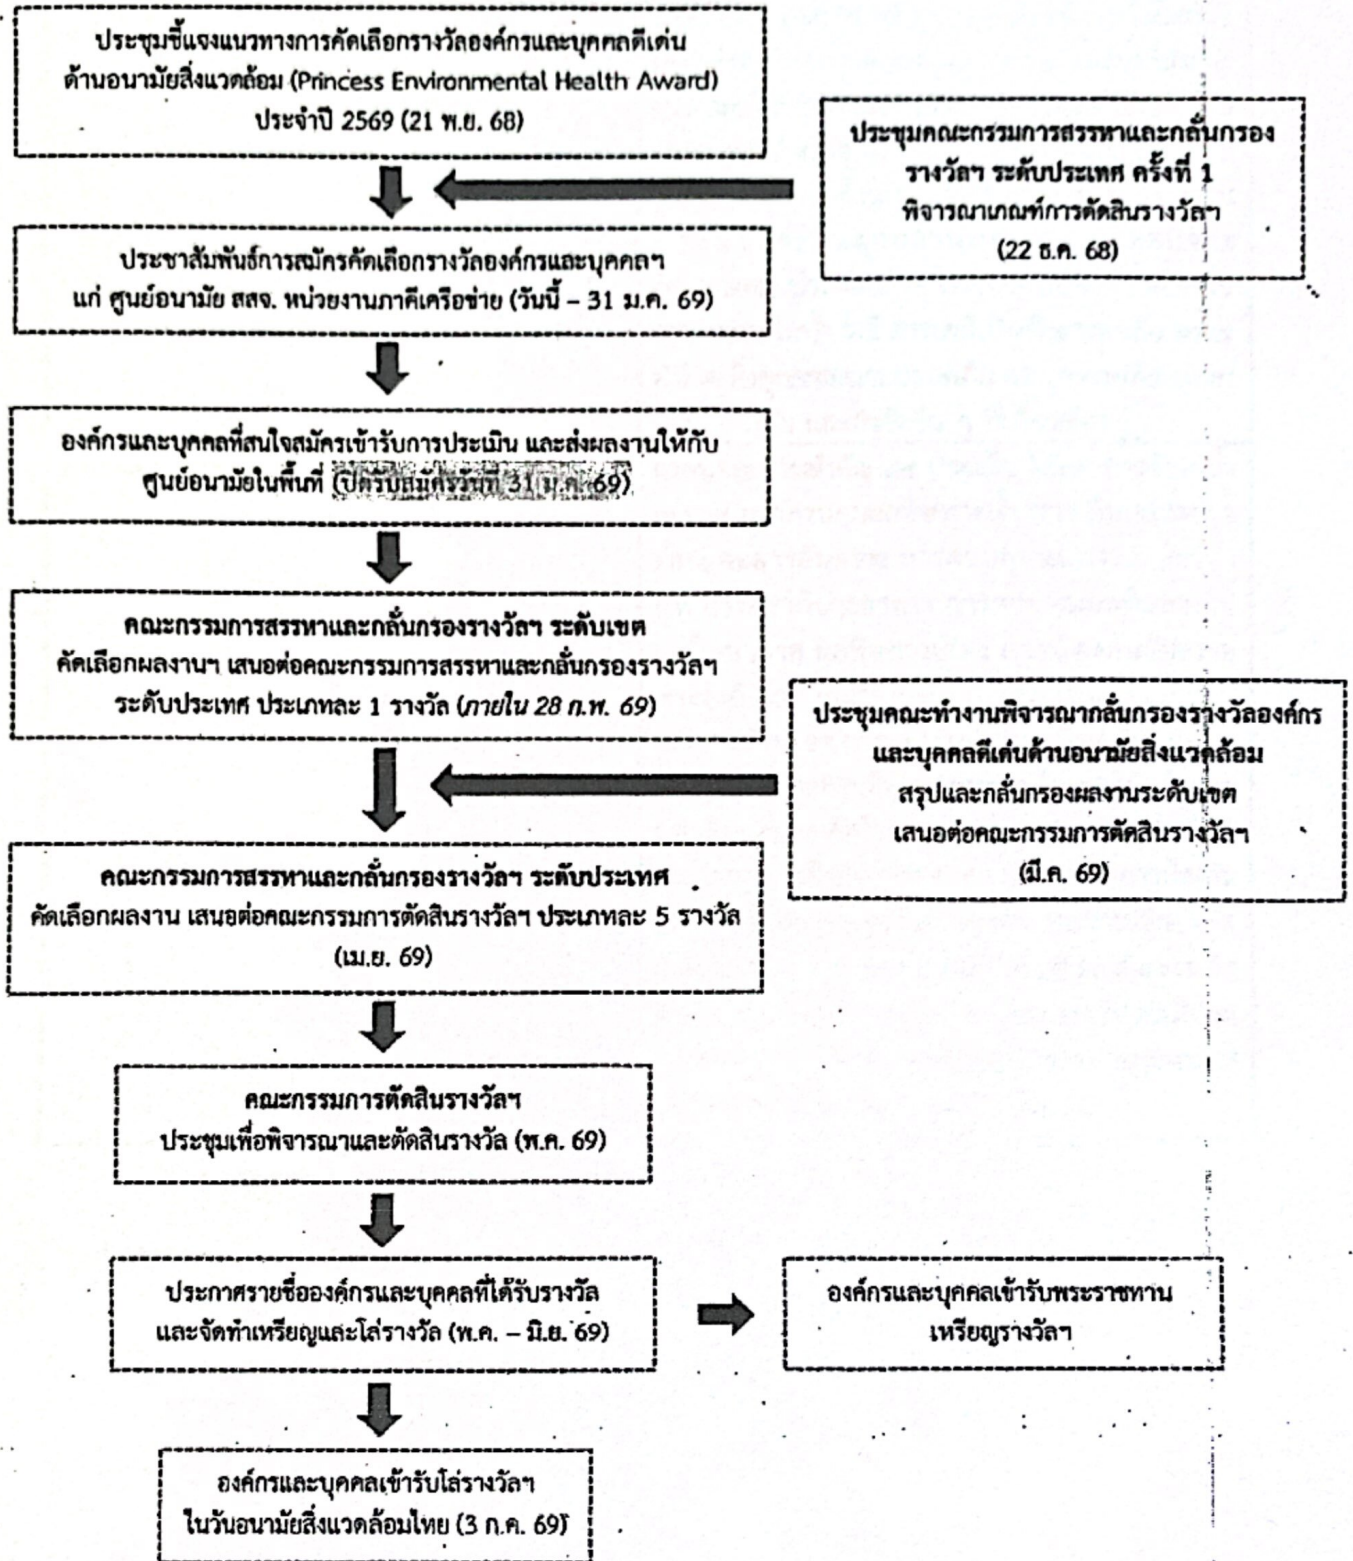 ประชุมชี้แจงแนวทางการคัดเลือกรางวัลองค์กรและบุคคลดีเด่น
ด้านอนามัยสิ่งแวดล้อม (Princess Environmental Health Award)
ประจำปี 2569 (21 พ.ย. 68)
ประชุมคณะกรรมการสรรหาและกลั่นกรอง
รางวัลฯ ระดับประเทศ ครั้งที่ 1
พิจารณาเกณฑ์การตัดสินรางวัลฯ
(22 ธ.ค. 68)
ประชาสัมพันธ์การสมัครคัดเลือกรางวัลองค์กรและบุคคลฯ
แก่ ศูนย์อนามัย สสจ. หน่วยงานภาคีเครือข่าย (วันนี้ – 31 ม.ค. 69)
องค์กรและบุคคลที่สนใจสมัครเข้ารับการประเมิน และส่งผลงานให้กับ
ศูนย์อนามัยในพื้นที่ (ปิดรับสมัครวันที่ 31 ม.ค. 69)
คณะกรรมการสรรหาและกลั่นกรองรางวัลฯ ระดับเขต
คัดเลือกผลงานฯ เสนอต่อคณะกรรมการสรรหาและกลั่นกรองรางวัลฯ
ระดับประเทศ ประเภทละ 1 รางวัล (ภายใน 28 ก.พ. 69)
ประชุมคณะทำงานพิจารณากลั่นกรองรางวัลองค์กร
และบุคคลดีเด่นด้านอนามัยสิ่งแวดล้อม
สรุปและกลั่นกรองผลงานระดับเขต
เสนอต่อคณะกรรมการตัดสินรางวัลฯ
(มี.ค. 69)
คณะกรรมการสรรหาและกลั่นกรองรางวัลฯ ระดับประเทศ
คัดเลือกผลงาน เสนอต่อคณะกรรมการตัดสินรางวัลฯ ประเภทละ 5 รางวัล
(เม.ย. 69)
คณะกรรมการตัดสินรางวัลฯ
ประชุมเพื่อพิจารณาและตัดสินรางวัล (พ.ค. 69)
ประกาศรายชื่อองค์กรและบุคคลที่ได้รับรางวัล
และจัดทำเหรียญและโล่รางวัล (พ.ค. – มิ.ย. 69)
องค์กรและบุคคลเข้ารับพระราชทาน
เหรียญรางวัลฯ
องค์กรและบุคคลเข้ารับโล่รางวัลฯ
ในวันอนามัยสิ่งแวดล้อมไทย (3 ก.ค. 69)